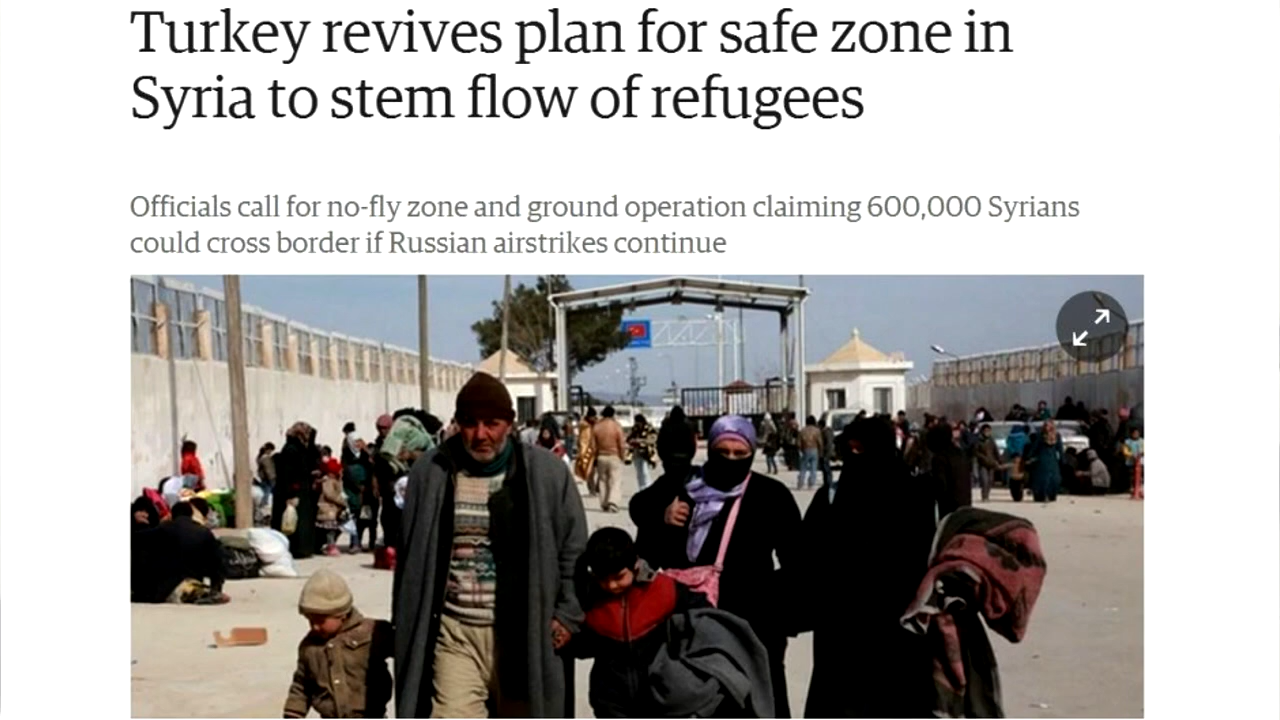 Turkey revives plan for safe zone in
Syria to stem flow of refugees
Officials call for no-fly zone and ground operation claiming 600,000 Syrians
could cross border if Russian airstrikes continue